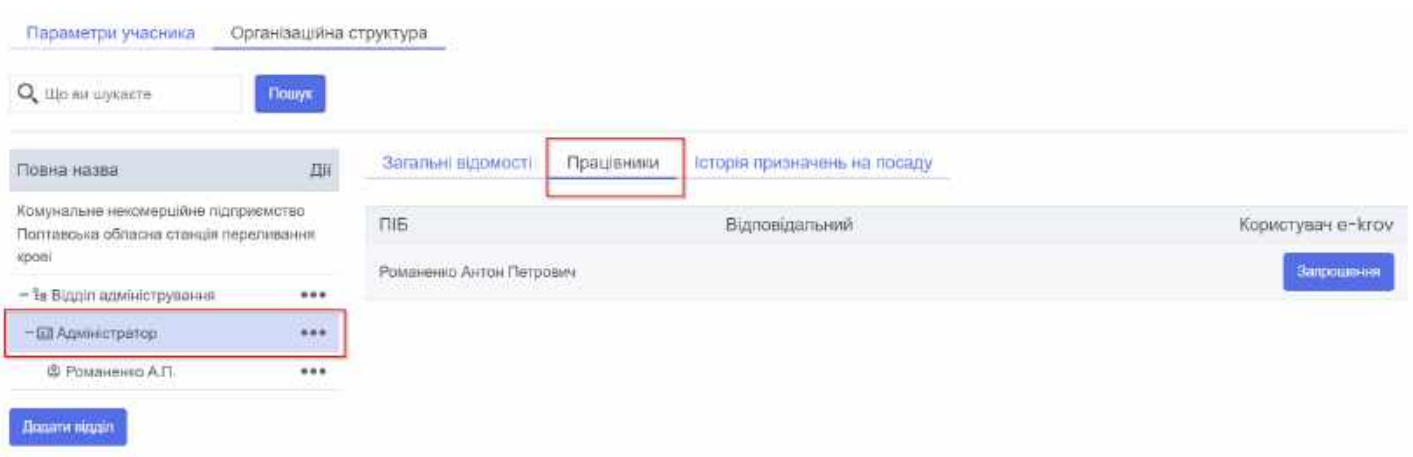 Параметри учасника Організаційна структура
Що ви шукаєте Пошук
Повна назва Дії
Комунальне некомерційне підприємство
Полтавська обласна станція переливання
крові
Відділ адміністрування
Адміністратор
Романенко А.П.
Додати відділ
Загальні відомості Працівники Історія призначень на посаду
ПІБ Відповідальний Користувач e-krov
Романенко Антон Петрович Запрошення